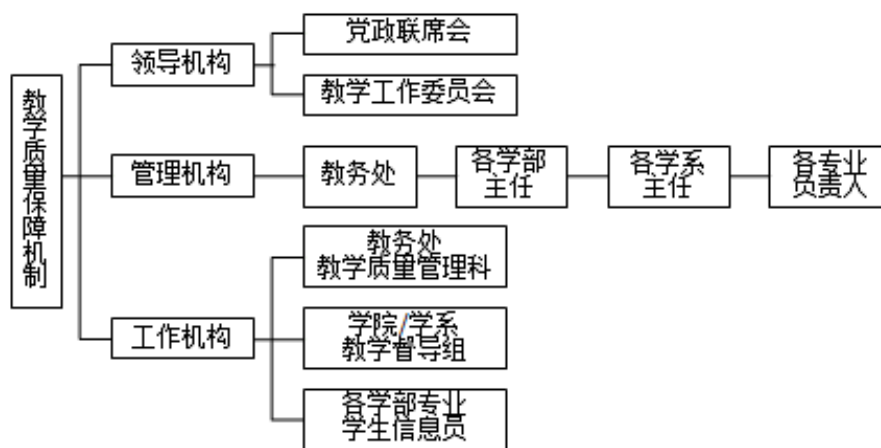 教学质量保障机制
领导机构
党政联席会
教学工作委员会
管理机构
教务处
各学部
主任
各学系
主任
各专业
负责人
工作机构
教务处
教学质量管理科
学院/学系
教学督导组
各学部专业
学生信息员